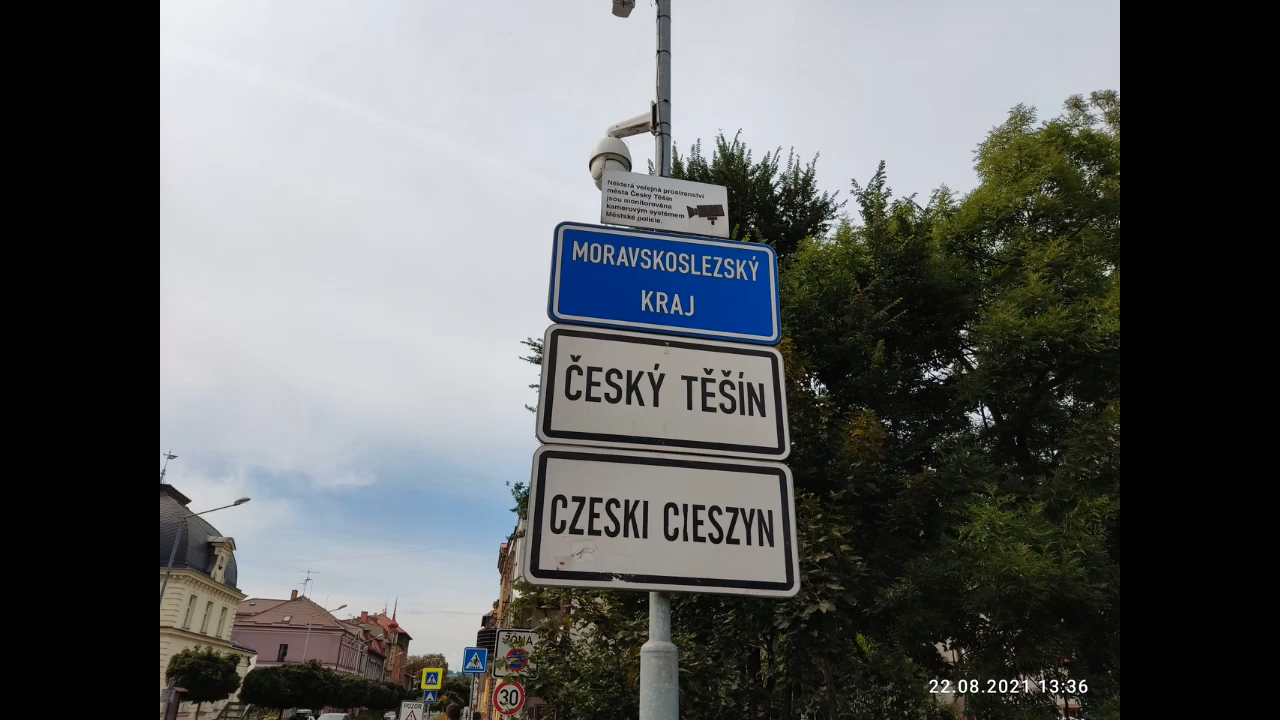 Některá veřejná prostranství
města Český Těšín
jsou monitorována
kamerovým systémem
Městské policie.
MORAVSKOSLEZSKÝ
KRAJ
ČESKÝ TĚŠÍN
CZESKI CIESZYN
ZÓNA
30
POZOR
22.08.2021 13:36